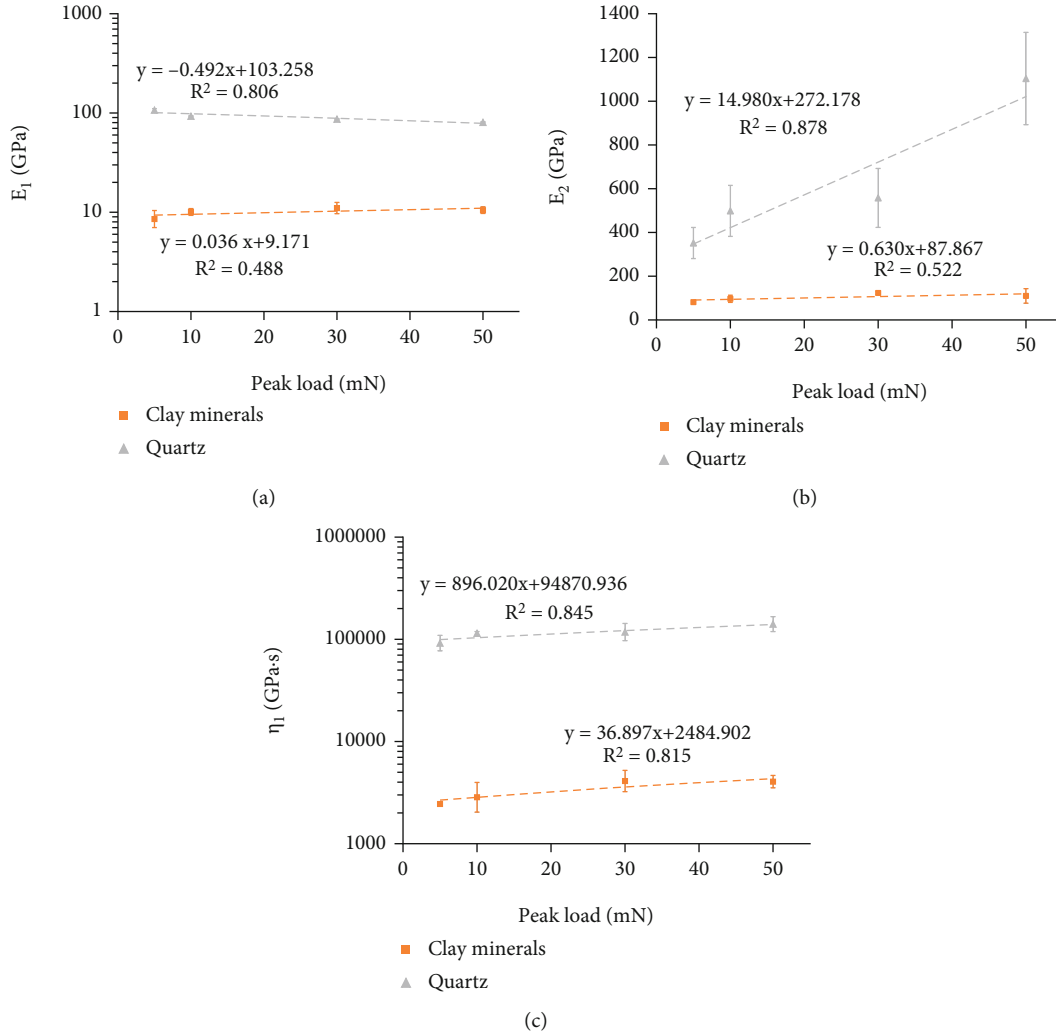 1000
100
10
1
E1 (GPa)
y = –0.492x+103.258
R2 = 0.806
y = 0.036 x+9.171
R2 = 0.488
0 10 20 30 40 50
Peak load (mN)
Clay minerals
Quartz
(a)
1400
1200
1000
800
600
400
200
0
E2 (GPa)
y = 14.980x+272.178
R2 = 0.878
y = 0.630x+87.867
R2 = 0.522
0 10 20 30 40 50
Peak load (mN)
Clay minerals
Quartz
(b)
1000000
100000
10000
1000
η1 (GPa·s)
y = 896.020x+94870.936
R2 = 0.845
y = 36.897x+2484.902
R2 = 0.815
0 10 20 30 40 50
Peak load (mN)
Clay minerals
Quartz
(c)